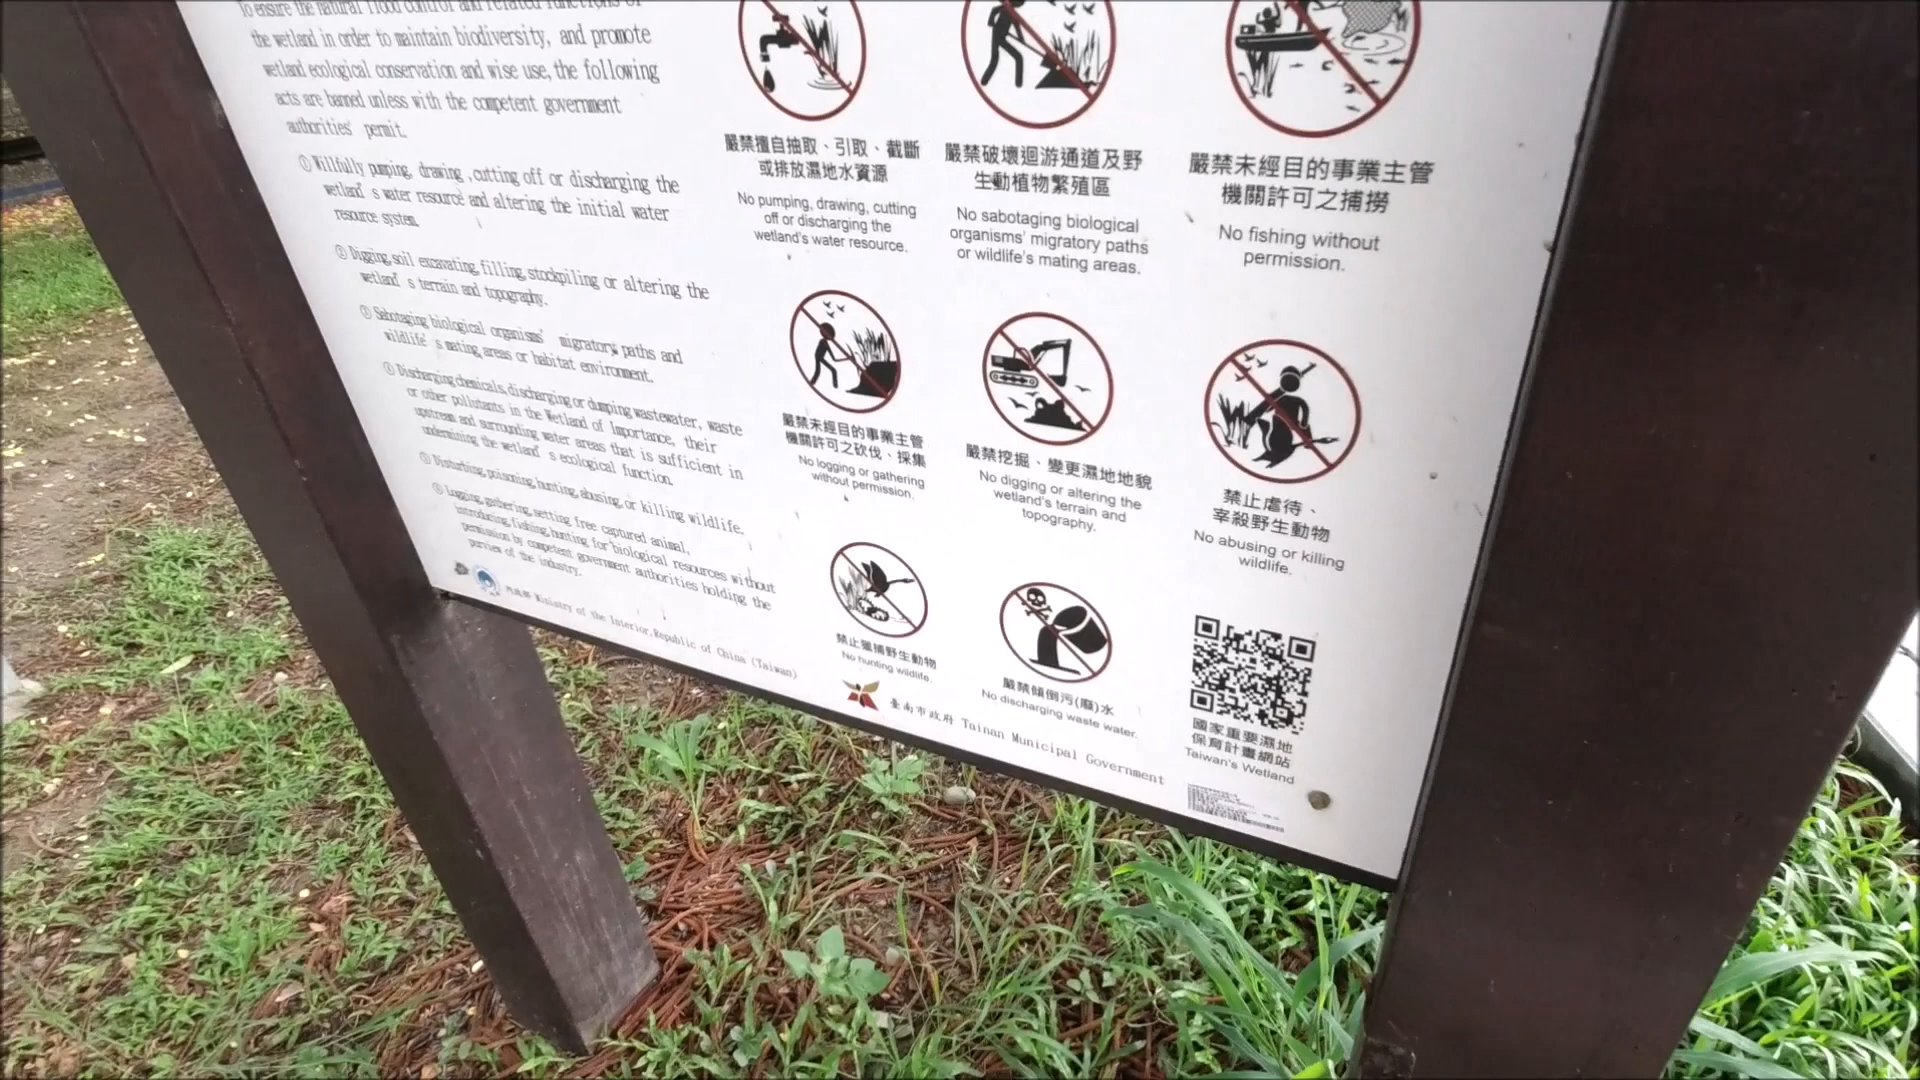 To ensure the natural flood control and related functions of
the wetland in order to maintain biodiversity, and promote
wetland ecological conservation and wise use, the following
acts are banned unless with the competent government
authorities' permit.
①Willfully pumping, drawing ,cutting off or discharging the
wetland's water resource and altering the initial water
resource system.
②Digging soil excavating, filling, stockpiling or altering the
wetland's terrain and topography.
③Sabotaging biological organisms' migratory paths and
wildlife's mating areas or habitat environment.
④Discharging chemicals, discharging or dumping wastewater, waste
or other pollutants in the Wetland of Importance, their
upstream and surrounding water areas that is sufficient in
undermining the wetland's ecological function.
⑤Disturbing, poisoning, hunting, abusing, or killing wildlife.
⑥Logging, gathering, setting free captured animal,
introducing, fishing, hunting for biological resources without
permission by competent government authorities holding the
purview of the industry.
內政部 Ministry of the Interior, Republic of China (Taiwan)
嚴禁擅自抽取、引取、截斷
或排放濕地水資源
No pumping, drawing, cutting
off or discharging the
wetland's water resource.
嚴禁破壞迴游通道及野
生動植物繁殖區
No sabotaging biological
organisms' migratory paths
or wildlife's mating areas.
嚴禁未經目的事業主管
機關許可之捕撈
No fishing without
permission.
嚴禁未經目的事業主管
機關許可之砍伐、採集
No logging or gathering
without permission.
嚴禁挖掘、變更濕地地貌
No digging or altering the
wetland's terrain and
topography.
禁止虐待、
宰殺野生動物
No abusing or killing
wildlife.
禁止獵捕野生動物
No hunting wildlife.
嚴禁傾倒污(廢)水
No discharging waste water.
國家重要濕地
保育計畫網站
Taiwan's Wetland
臺南市政府 Tainan Municipal Government